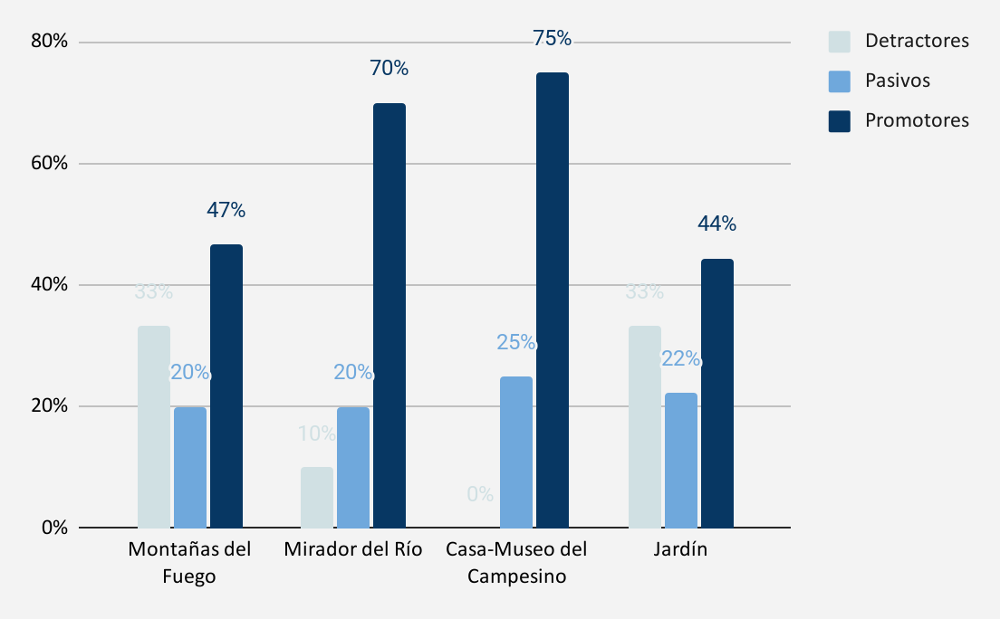 80%
60%
40%
20%
0%
33%
20%
47%
10%
20%
70%
0%
25%
75%
33%
22%
44%
Montañas del
Fuego
Mirador del Río
Casa-Museo del
Campesino
Jardín
Detractores
Pasivos
Promotores